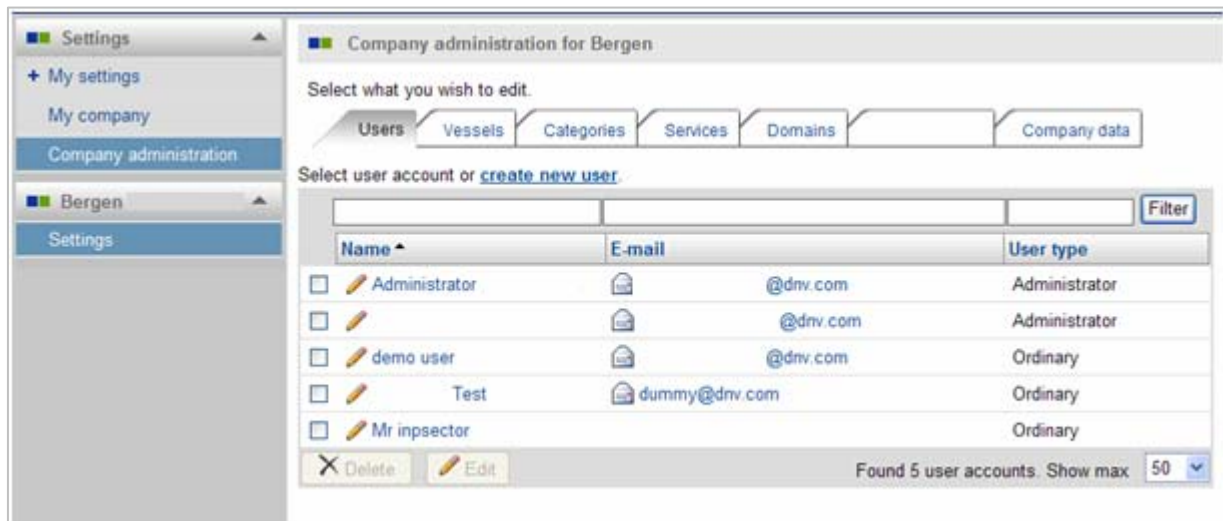 Settings
+ My settings
My company
Company administration
Bergen
Settings
Company administration for Bergen
Select what you wish to edit.
Users Vessels Categories Services Domains Company data
Select user account or create new user.
Filter
Name E-mail User type
Administrator @dnv.com Administrator
@dnv.com Administrator
demo user @dnv.com Ordinary
Test dummy@dnv.com Ordinary
Mr inpsector Ordinary
Delete Edit Found 5 user accounts. Show max 50